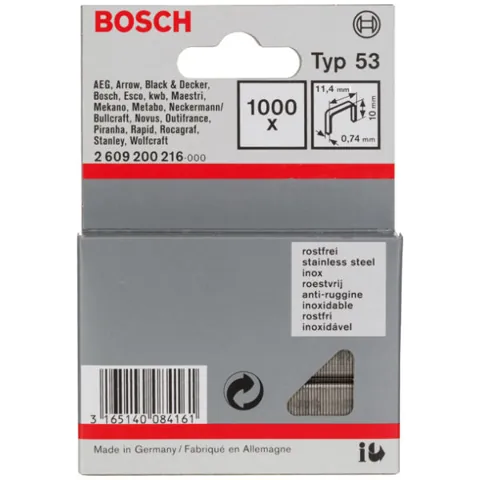 BOSCH
Typ 53
AEG, Arrow, Black & Decker,
Bosch, Esco, kwb, Maestri,
Mekano, Metabo, Neckermann/
Bullcraft, Novus, Outifrance,
Piranha, Rapid, Rocagraf,
Stanley, Wolfcraft
2 609 200 216-000
1000
x
11,4 mm
10 mm
0,74 mm
rostfrei
stainless steel
inox
roestvrij
anti-ruggine
inoxidable
rostfri
inoxidável
3 165140 084161
Made in Germany / Fabriqué en Allemagne